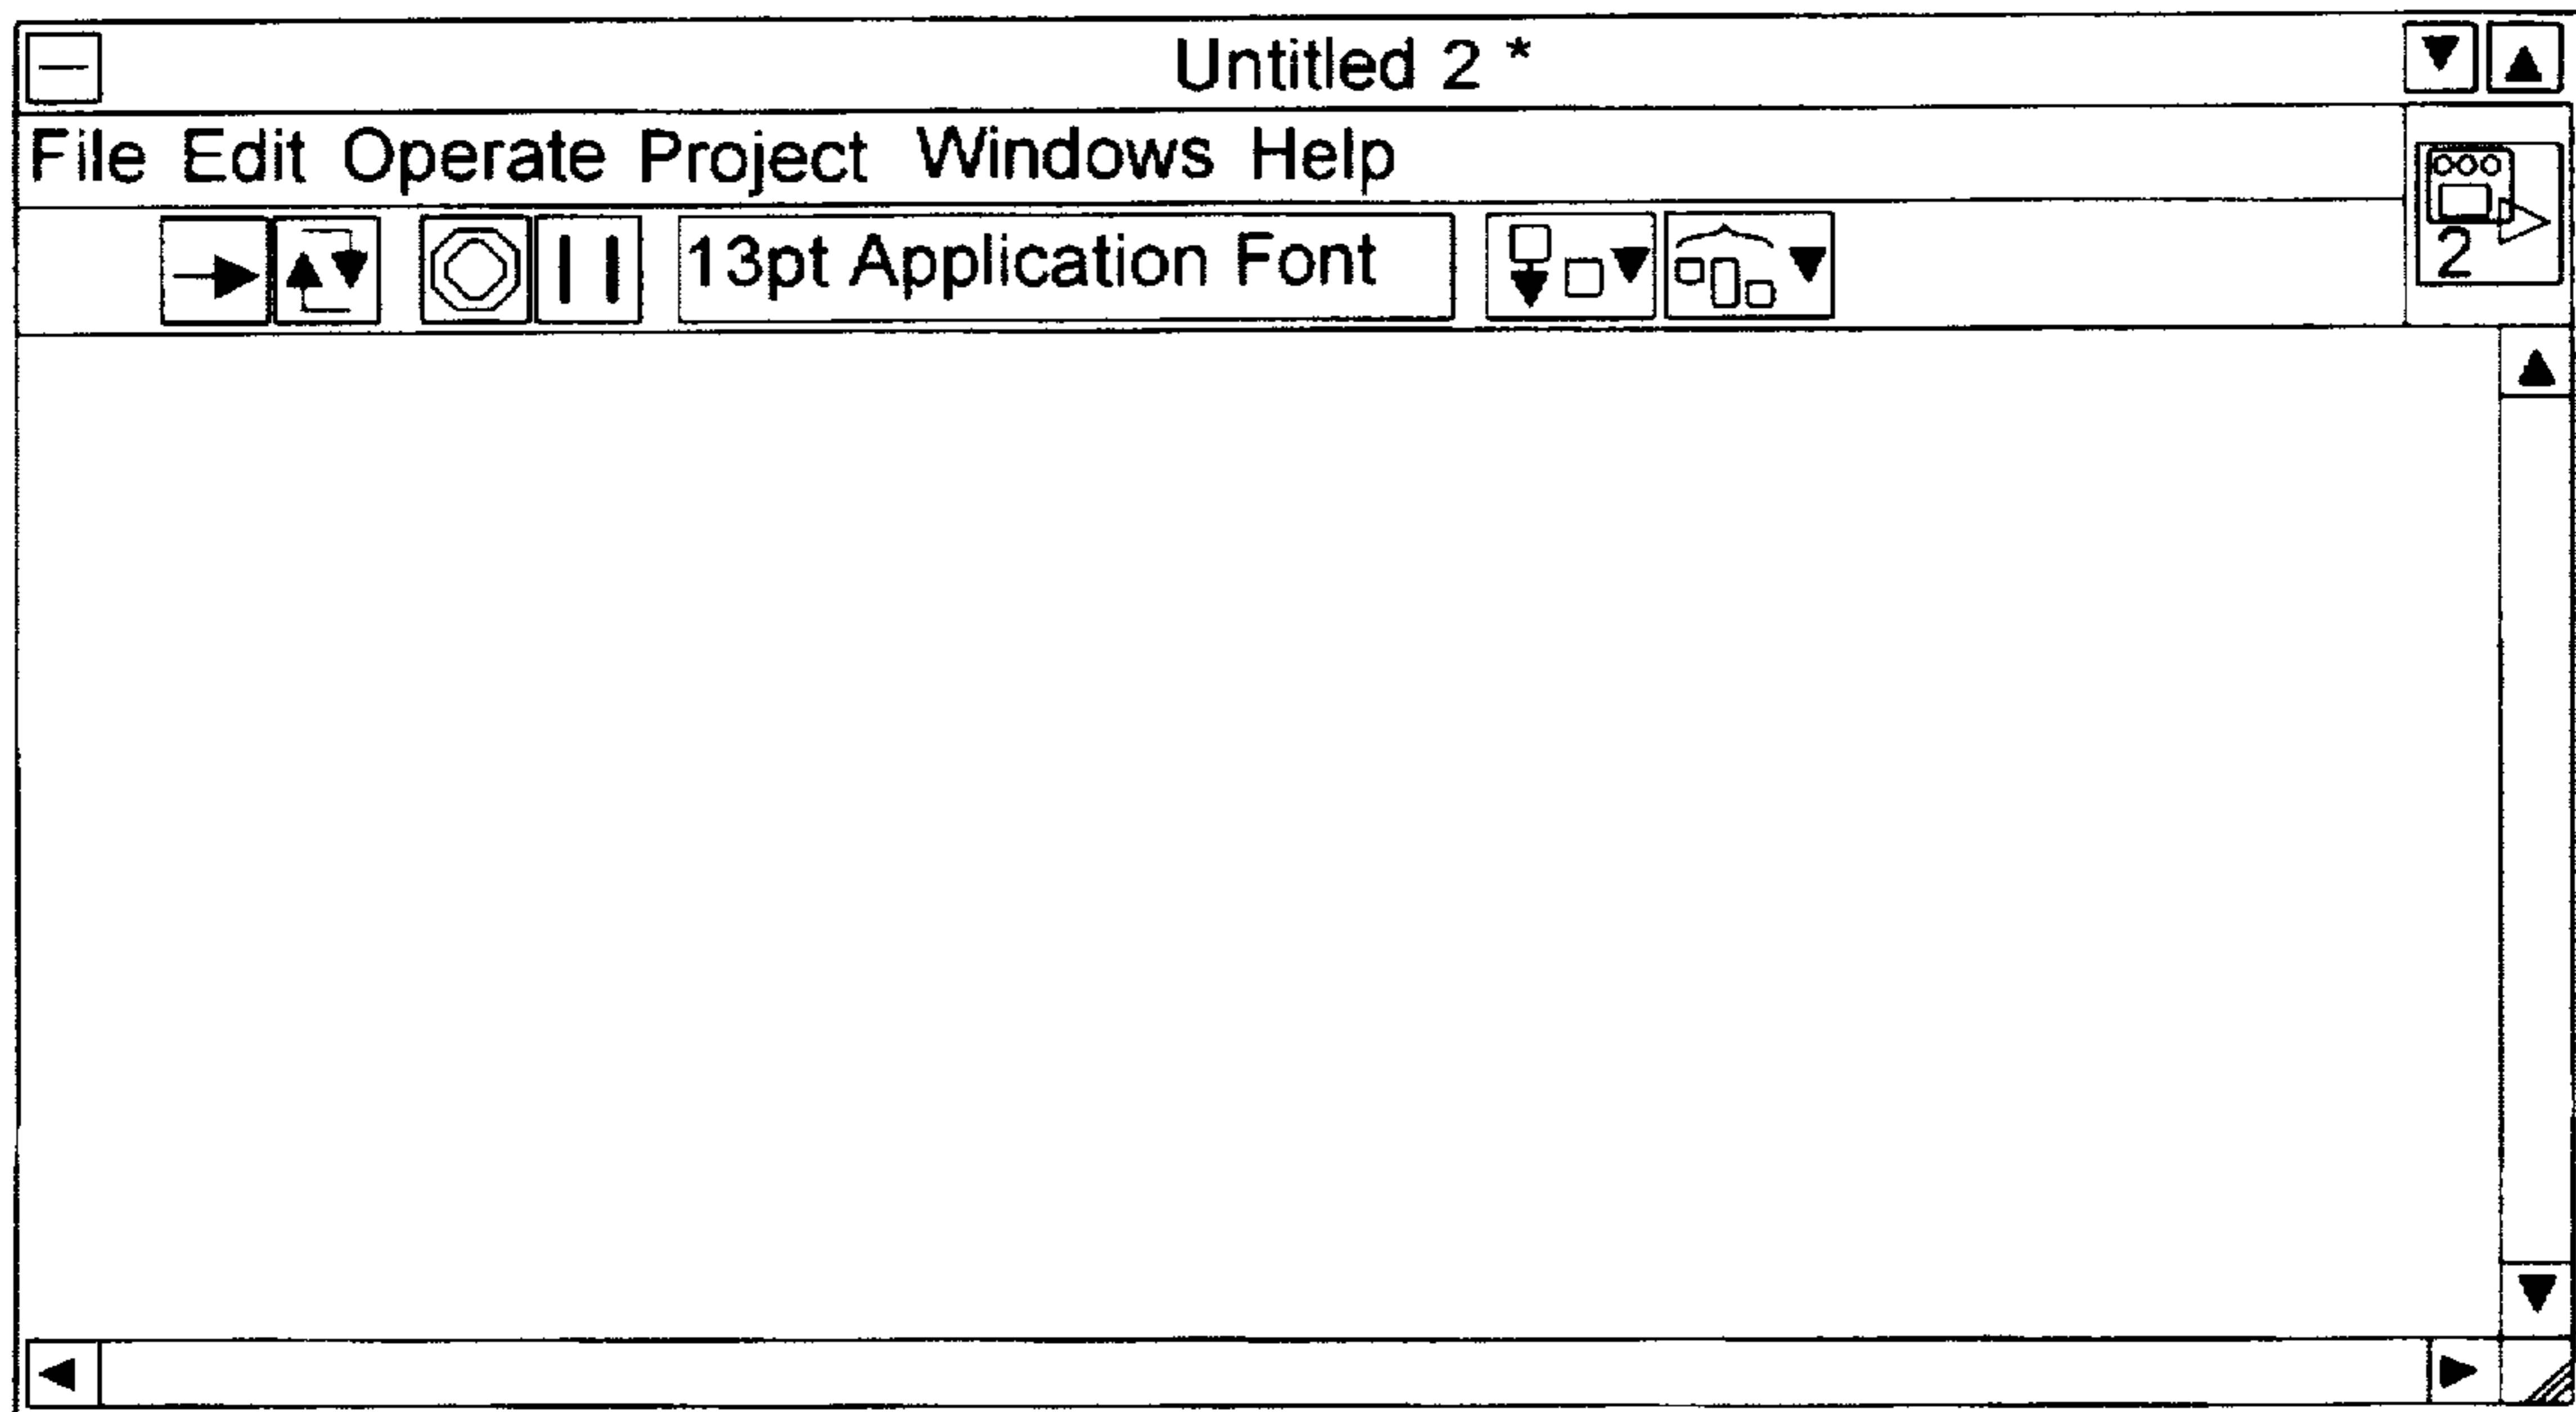 Untitled 2 *
File Edit Operate Project Windows Help
13pt Application Font
2